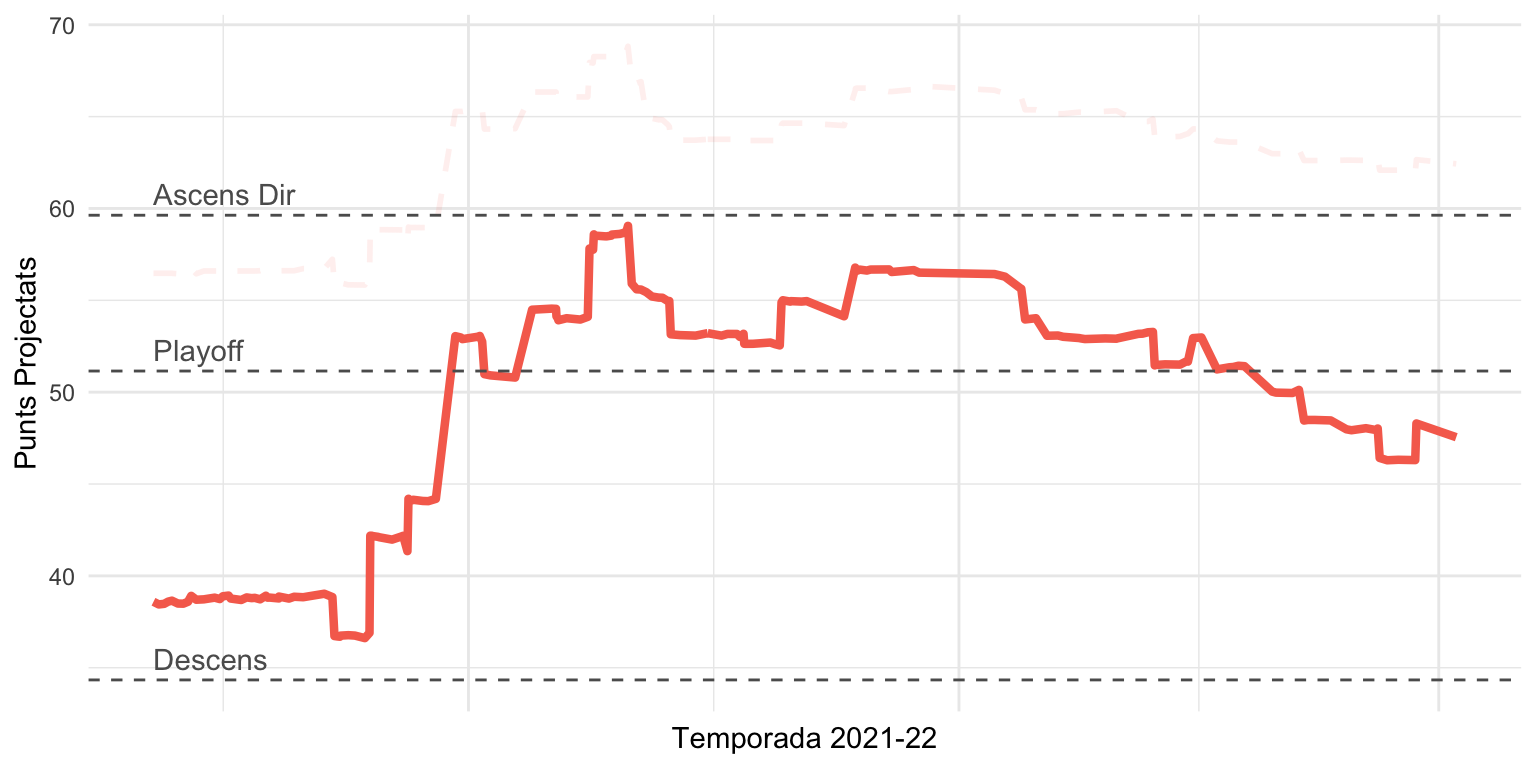 70
60
50
40
Punts Projectats
Ascens Dir
Playoff
Descens
Temporada 2021-22